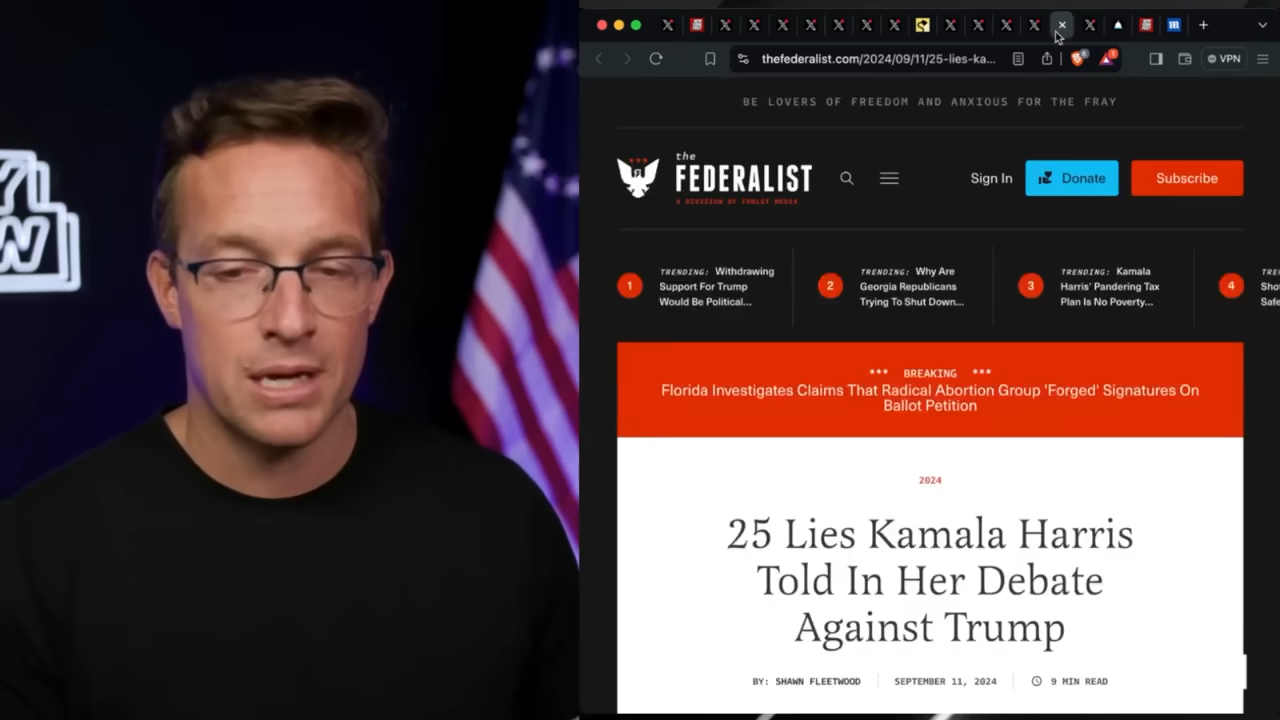 Y
W
thefederalist.com/2024/09/11/25-lies-ka...
VPN
BE LOVERS OF FREEDOM AND ANXIOUS FOR THE FRAY
the
FEDERALIST
A DIVISION OF FDRLST MEDIA
Sign In
Donate
Subscribe
1
TRENDING: Withdrawing
Support For Trump
Would Be Political...
2
TRENDING: Why Are
Georgia Republicans
Trying To Shut Down...
3
TRENDING: Kamala
Harris' Pandering Tax
Plan Is No Poverty...
4
*** BREAKING ***
Florida Investigates Claims That Radical Abortion Group 'Forged' Signatures On
Ballot Petition
2024
25 Lies Kamala Harris
Told In Her Debate
Against Trump
BY: SHAWN FLEETWOOD
SEPTEMBER 11, 2024
9 MIN READ